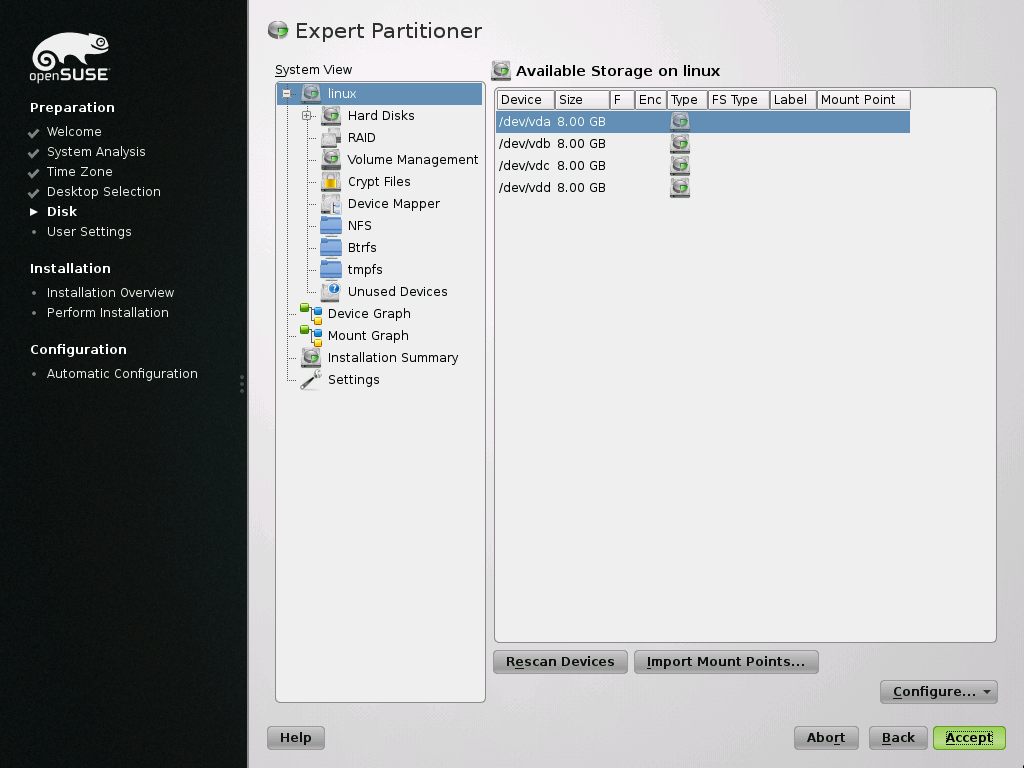 openSUSE
Preparation
Welcome
System Analysis
Time Zone
Desktop Selection
Disk
User Settings
Installation
Installation Overview
Perform Installation
Configuration
Automatic Configuration
Expert Partitioner
System View
linux
Hard Disks
RAID
Volume Management
Crypt Files
Device Mapper
NFS
Btrfs
tmpfs
Unused Devices
Device Graph
Mount Graph
Installation Summary
Settings
Available Storage on linux
Device Size F Enc Type FS Type Label Mount Point
/dev/vda 8.00 GB
/dev/vdb 8.00 GB
/dev/vdc 8.00 GB
/dev/vdd 8.00 GB
Rescan Devices Import Mount Points...
Configure...
Help Abort Back Accept